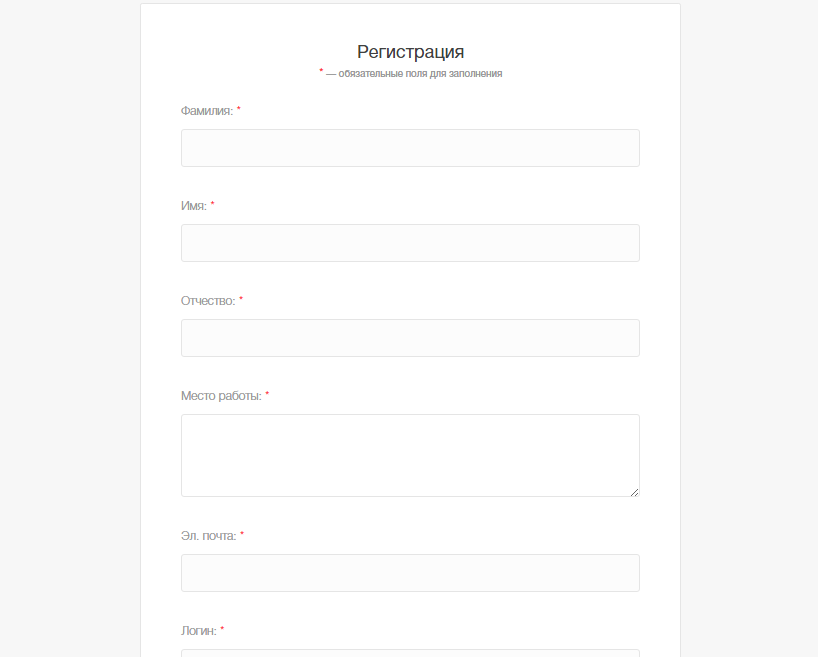 Регистрация
* — обязательные поля для заполнения
Фамилия: *
Имя: *
Отчество: *
Место работы: *
Эл. почта: *
Логин: *